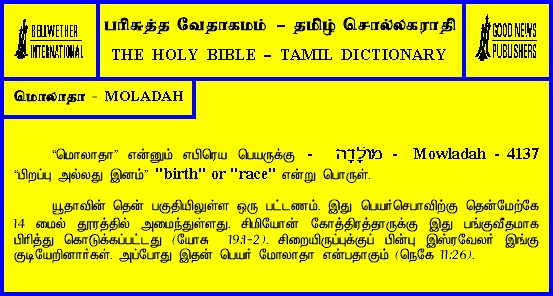 BELLWETHER
INTERNATIONAL
பரிசுத்த வேதாகமம் – தமிழ் சொல்லகராதி
THE HOLY BIBLE – TAMIL DICTIONARY
GOOD NEWS
PUBLISHERS
மொலாதா - MOLADAH
“மொலாதா” என்னும் எபிரெய பெயருக்கு - מוֹלָדָה - Mowladah - 4137
“பிறப்பு அல்லது இனம்” "birth" or "race" என்று பொருள்.
யூதாவின் தென் பகுதியிலுள்ள ஒரு பட்டணம். இது பெயர்செபாவிற்கு தென்மேற்கே
14 மைல் தூரத்தில் அமைந்துள்ளது. சிமியோன் கோத்திரத்தாருக்கு இது பங்குவீதமாக
பிரித்து கொடுக்கப்பட்டது (யோசு 19:1-2). சிறையிருப்புக்குப் பின்பு இஸ்ரவேலர் இங்கு
குடியேறினார்கள். அப்போது இதன் பெயர் மோலாதா என்பதாகும் (நெகே 11:26).